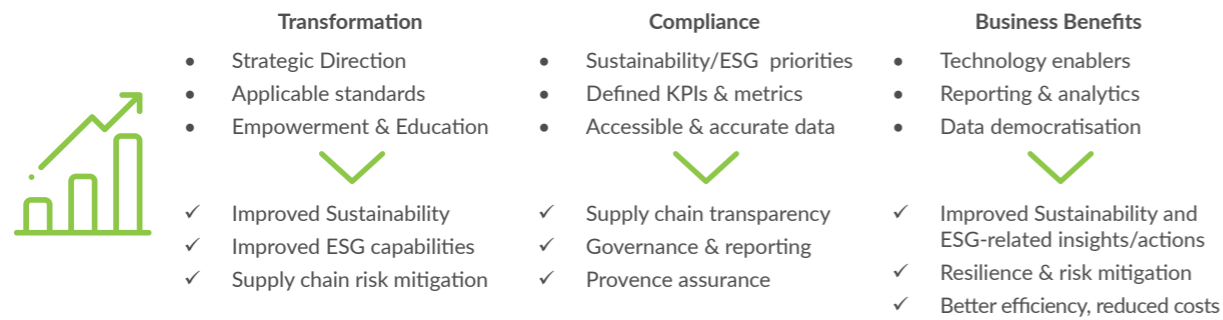 Transformation
• Strategic Direction
• Applicable standards
• Empowerment & Education
✓ Improved Sustainability
✓ Improved ESG capabilities
✓ Supply chain risk mitigation
Compliance
• Sustainability/ESG priorities
• Defined KPIs & metrics
• Accessible & accurate data
✓ Supply chain transparency
✓ Governance & reporting
✓ Provence assurance
Business Benefits
• Technology enablers
• Reporting & analytics
• Data democratisation
✓ Improved Sustainability and
ESG-related insights/actions
✓ Resilience & risk mitigation
✓ Better efficiency, reduced costs